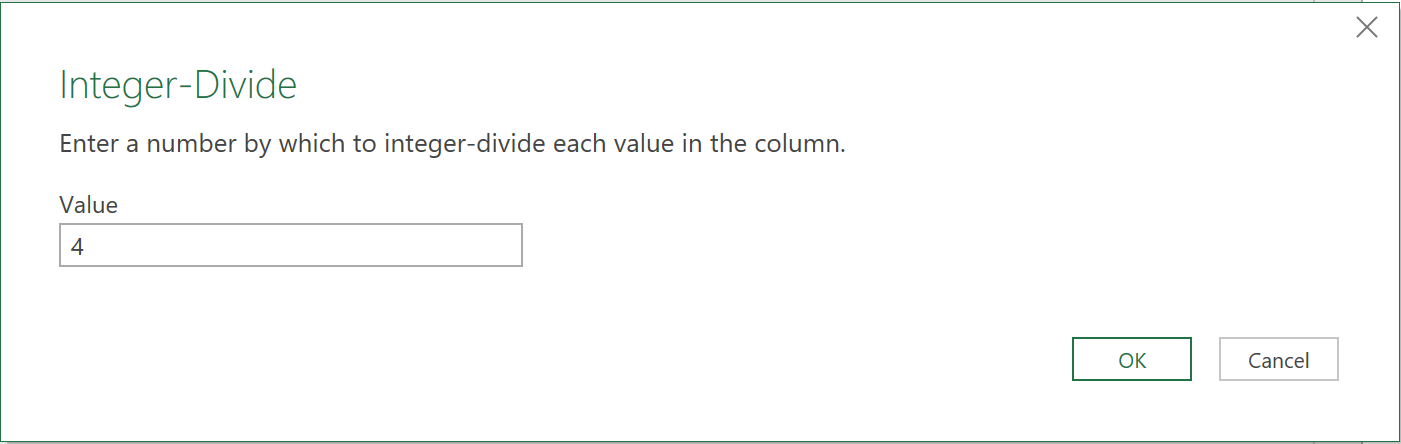 Integer-Divide
Enter a number by which to integer-divide each value in the column.
Value
4
OK
Cancel